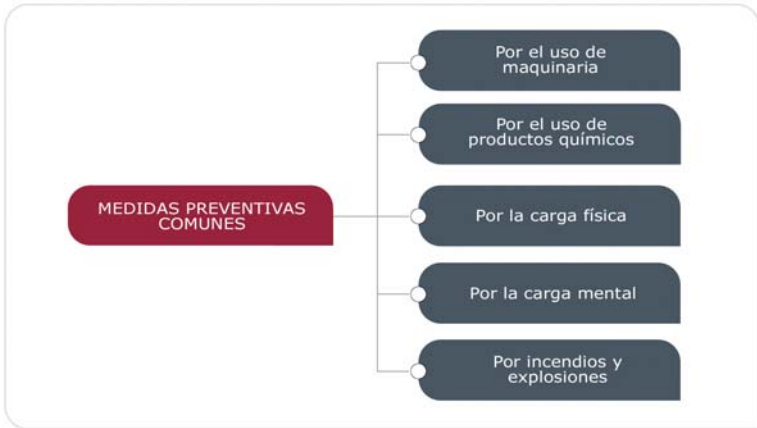 MEDIDAS PREVENTIVAS
COMUNES
Por el uso de
maquinaria
Por el uso de
productos químicos
Por la carga física
Por la carga mental
Por incendios y
explosiones